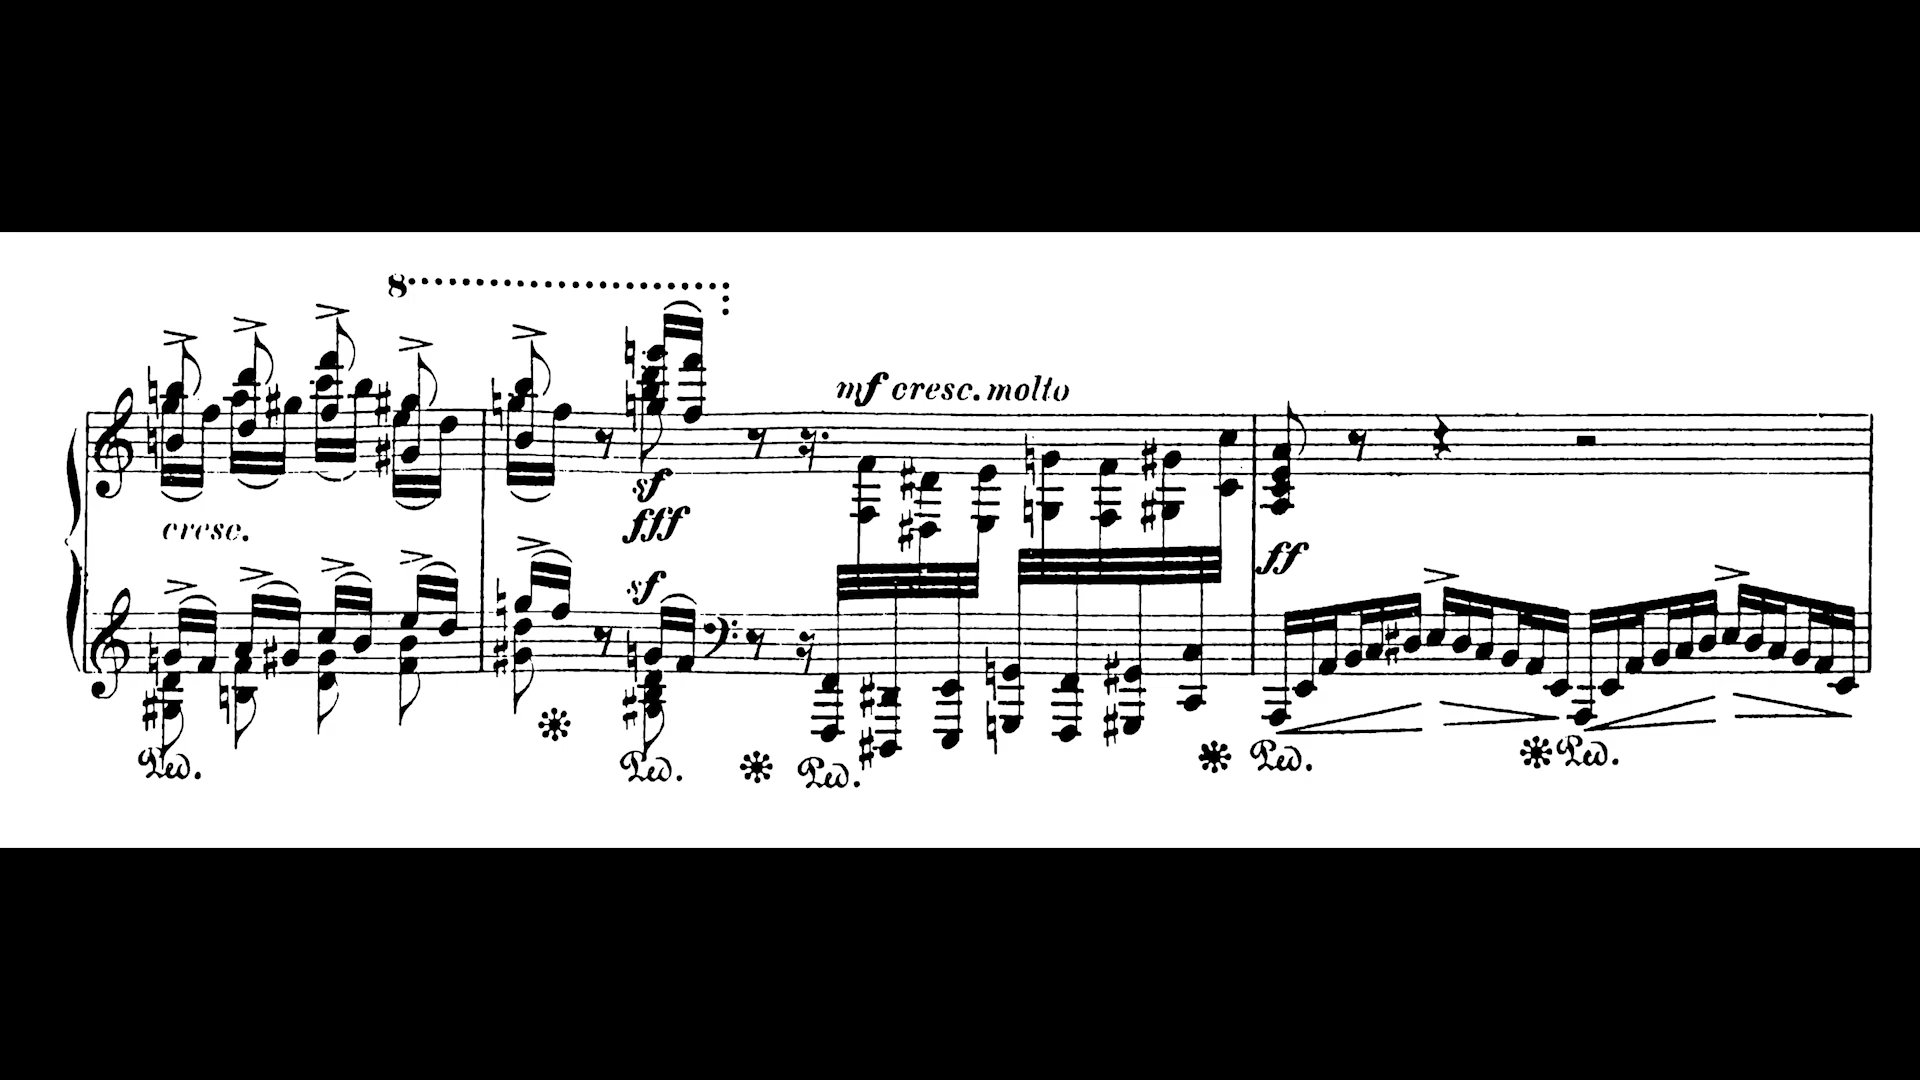 8
mf cresc. molto
sf
fff
cresc.
sf
ff
Ped. Ped. Ped. Ped. Ped.